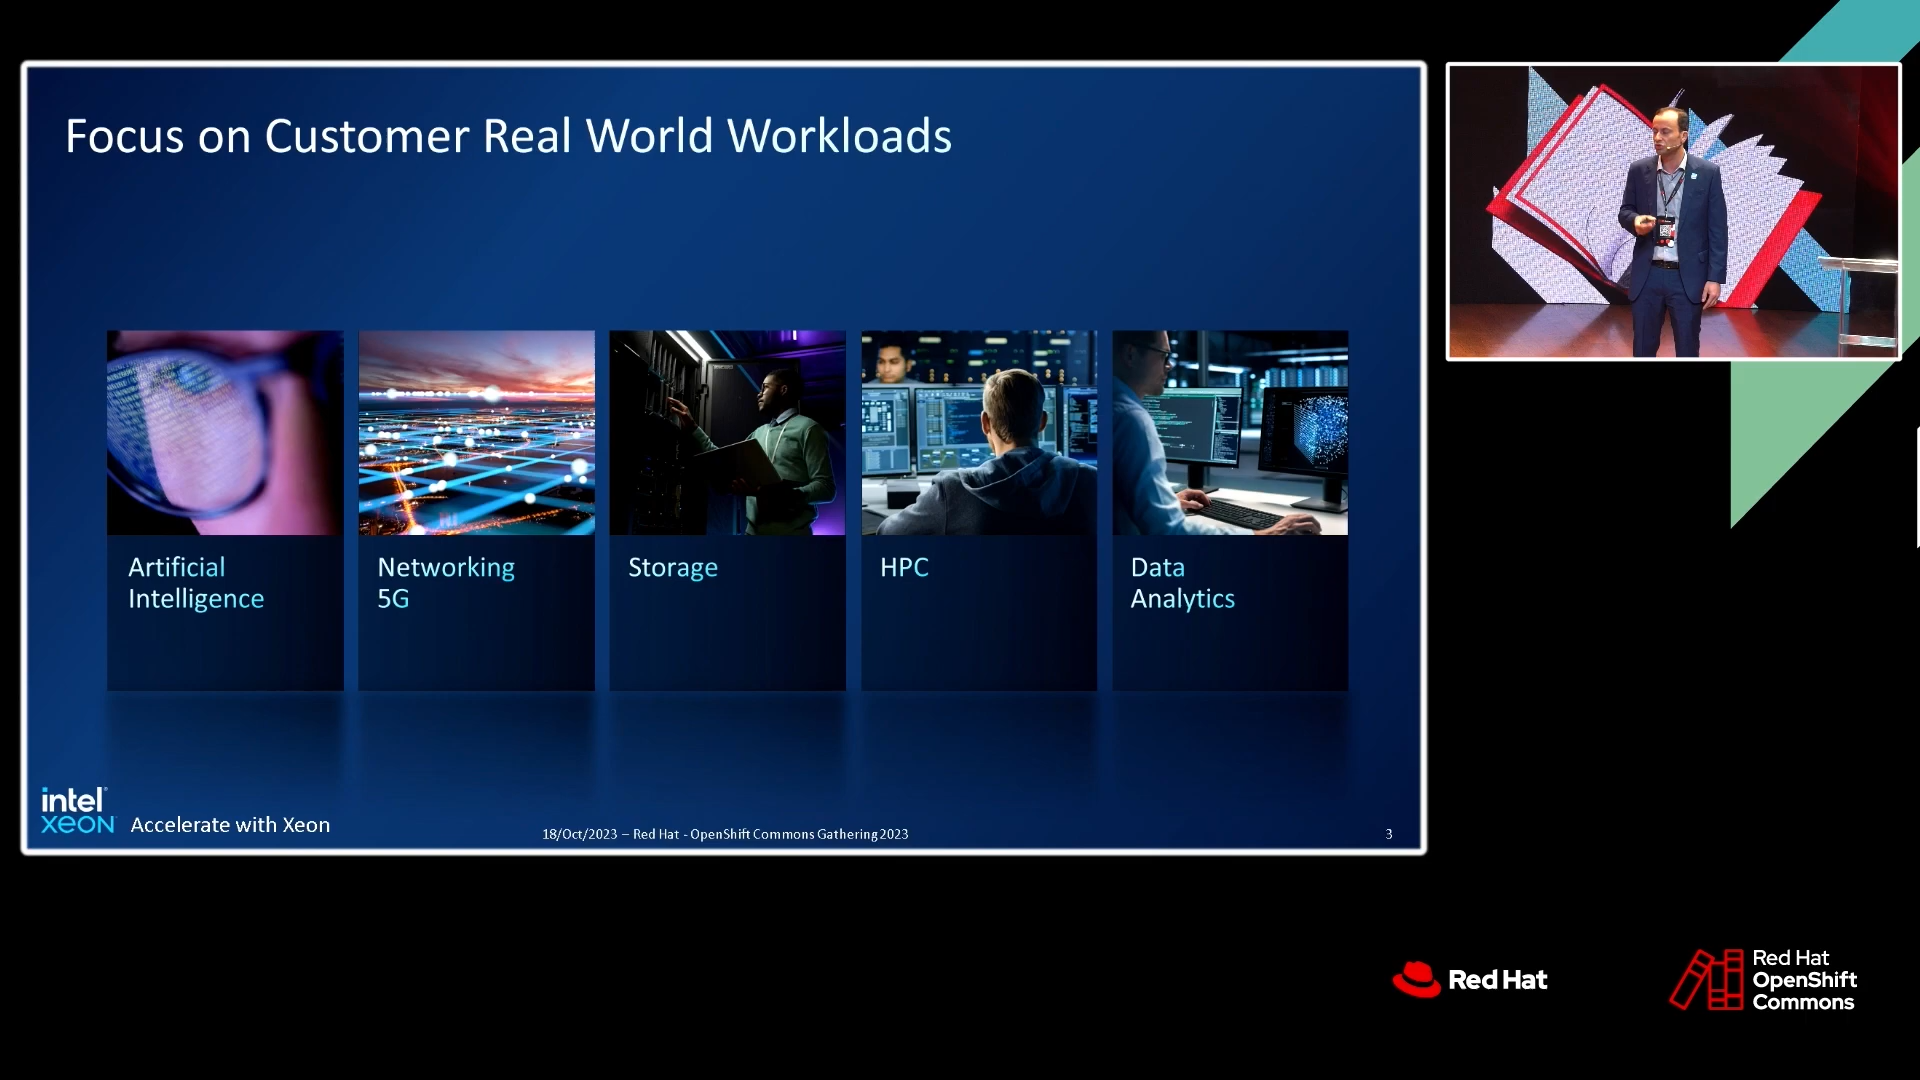 Focus on Customer Real World Workloads
Artificial
Intelligence
Networking
5G
Storage
HPC
Data
Analytics
intel
xeon
Accelerate with Xeon
18/Oct/2023 – Red Hat - OpenShift Commons Gathering 2023
3
Red Hat
Red Hat
OpenShift
Commons